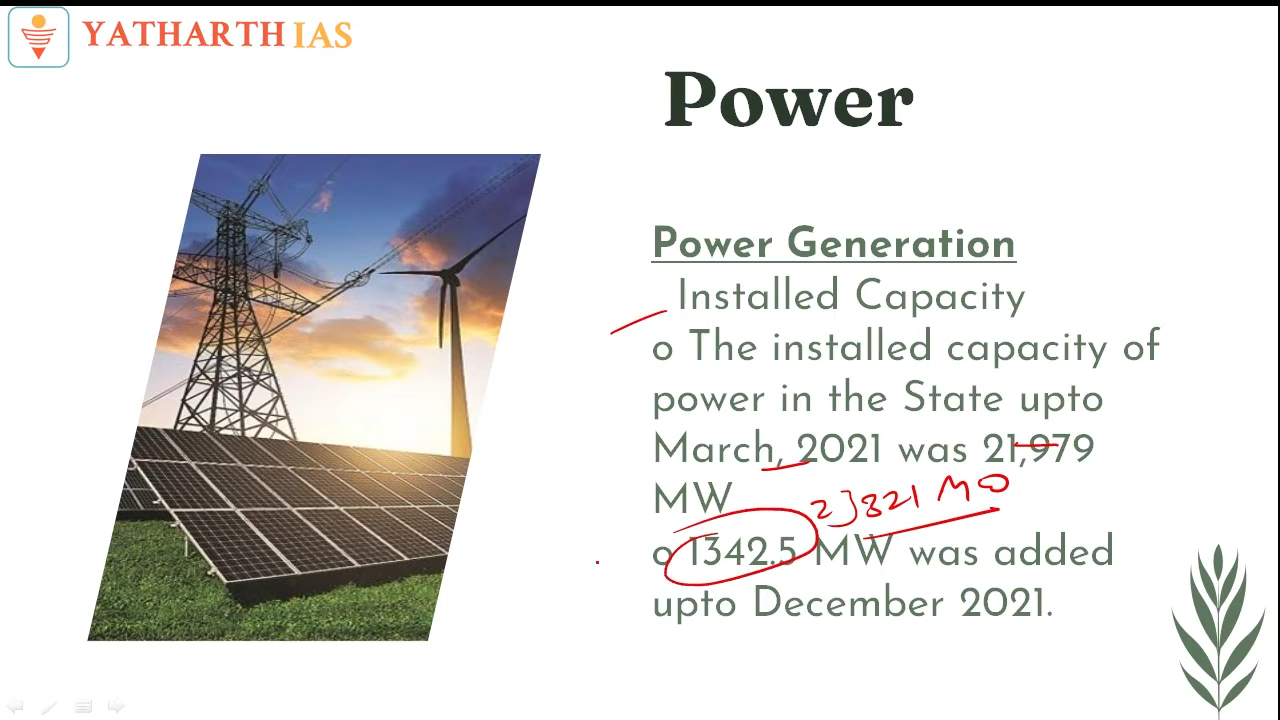 YATHARTH IAS
Power
Power Generation
Installed Capacity
o The installed capacity of
power in the State upto
March, 2021 was 21,979
MW
o 1342.5 MW was added
upto December 2021.